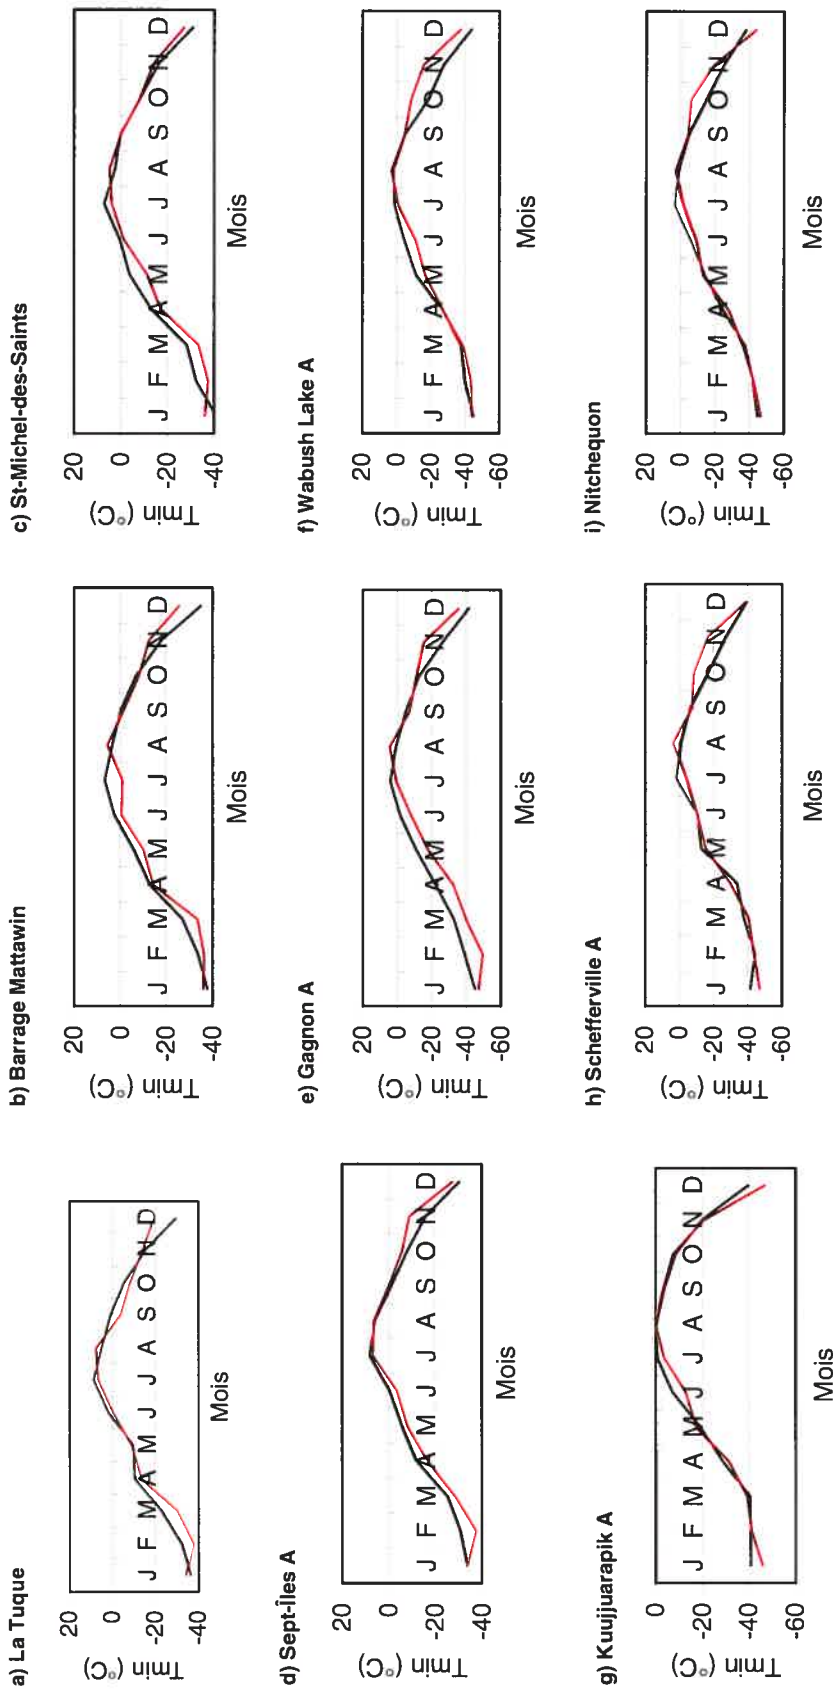 a) La Tuque
20
0
-20
-40
Tmin (°C)
J F M A M J J A S O N D
Mois
b) Barrage Mattawin
20
0
-20
-40
Tmin (°C)
J F M A M J J A S O N D
Mois
c) St-Michel-des-Saints
20
0
-20
-40
Tmin (°C)
J F M A M J J A S O N D
Mois
d) Sept-Îles A
20
0
-20
-40
Tmin (°C)
J F M A M J J A S O N D
Mois
e) Gagnon A
20
0
-20
-40
-60
Tmin (°C)
J F M A M J J A S O N D
Mois
f) Wabush Lake A
20
0
-20
-40
-60
Tmin (°C)
J F M A M J J A S O N D
Mois
g) Kuujjuarapik A
0
-20
-40
-60
Tmin (°C)
J F M A M J J A S O N D
Mois
h) Schefferville A
20
0
-20
-40
-60
Tmin (°C)
J F M A M J J A S O N D
Mois
i) Nitchequon
20
0
-20
-40
-60
Tmin (°C)
J F M A M J J A S O N D
Mois